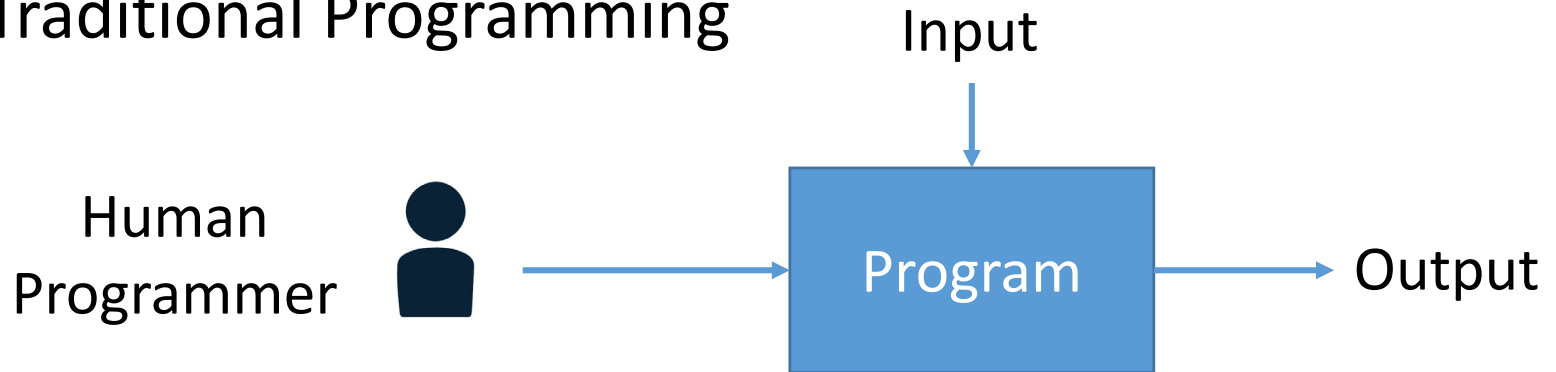 Traditional Programming
Input
Human
Programmer
Program
Output